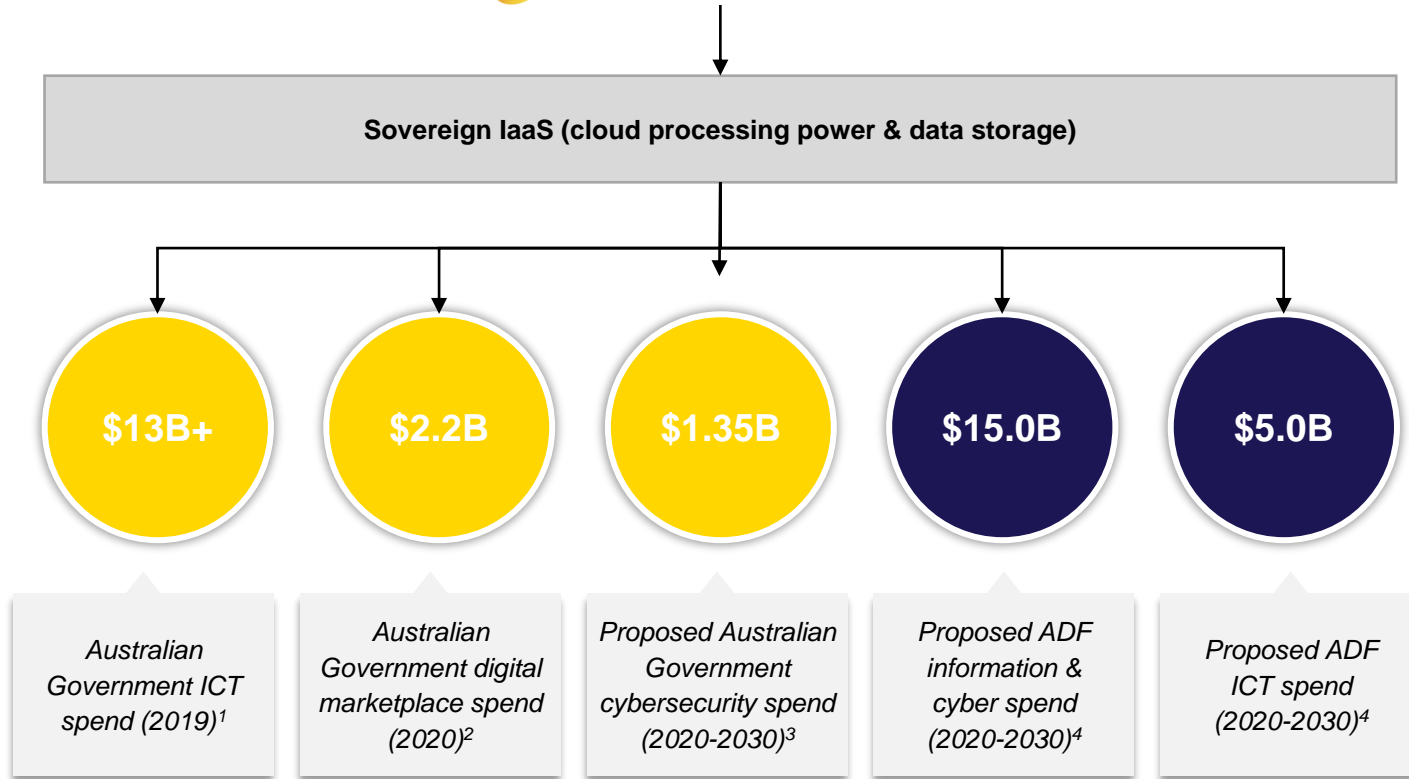 Sovereign IaaS (cloud processing power & data storage)
$13B+
$2.2B
$1.35B
$15.0B
$5.0B
Australian
Government ICT
spend (2019)1
Australian
Government digital
marketplace spend
(2020)2
Proposed Australian
Government
cybersecurity spend
(2020-2030)3
Proposed ADF
information &
cyber spend
(2020-2030)4
Proposed ADF
ICT spend
(2020-2030)4